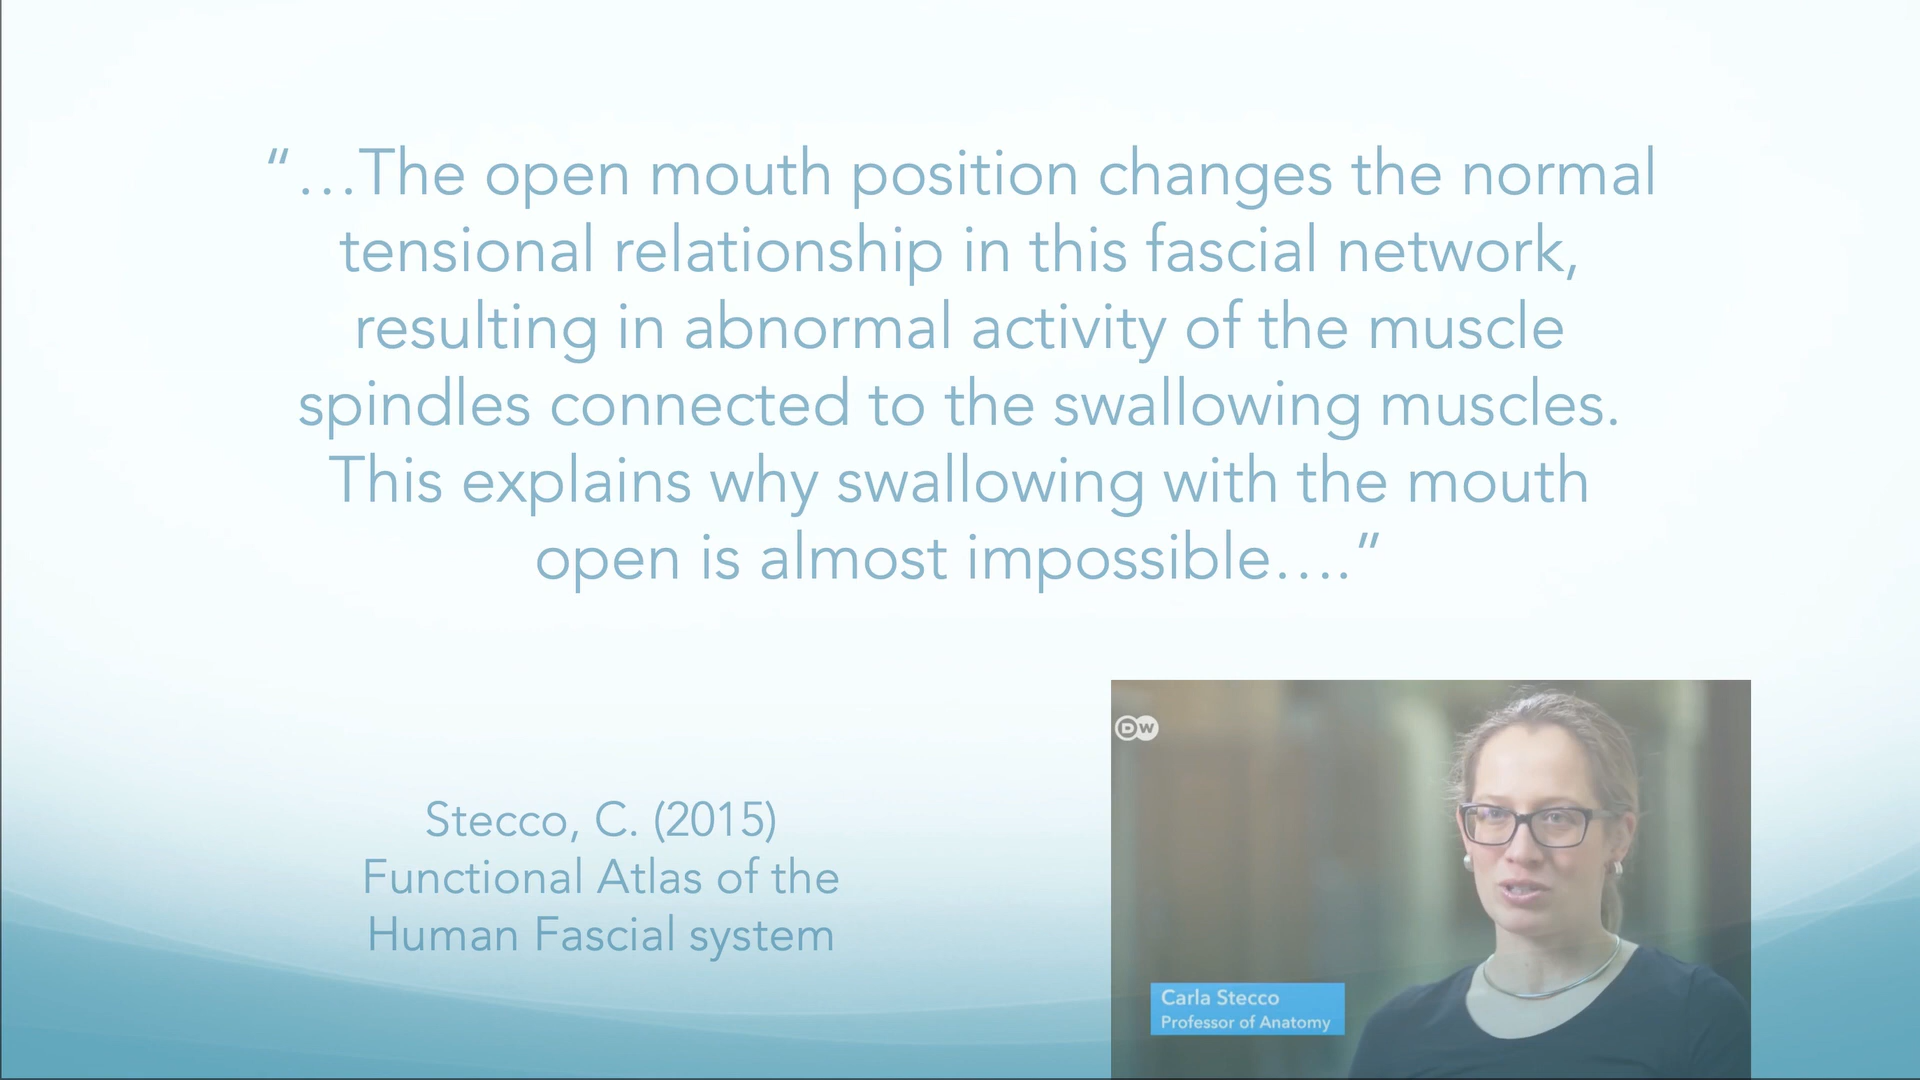 “…The open mouth position changes the normal
tensional relationship in this fascial network,
resulting in abnormal activity of the muscle
spindles connected to the swallowing muscles.
This explains why swallowing with the mouth
open is almost impossible….”
Stecco, C. (2015)
Functional Atlas of the
Human Fascial system
DW
Carla Stecco
Professor of Anatomy